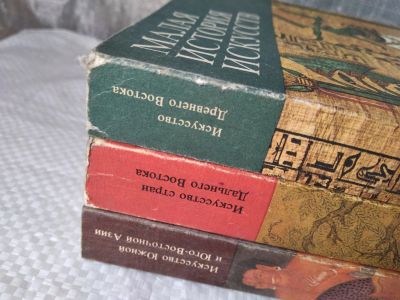 МАЛАЯ
ИСТОРИЯ
ИСКУССТВ
Искусство
Древнего Востока
Искусство стран
Дальнего Востока
Искусство Южной
и Юго-Восточной Азии